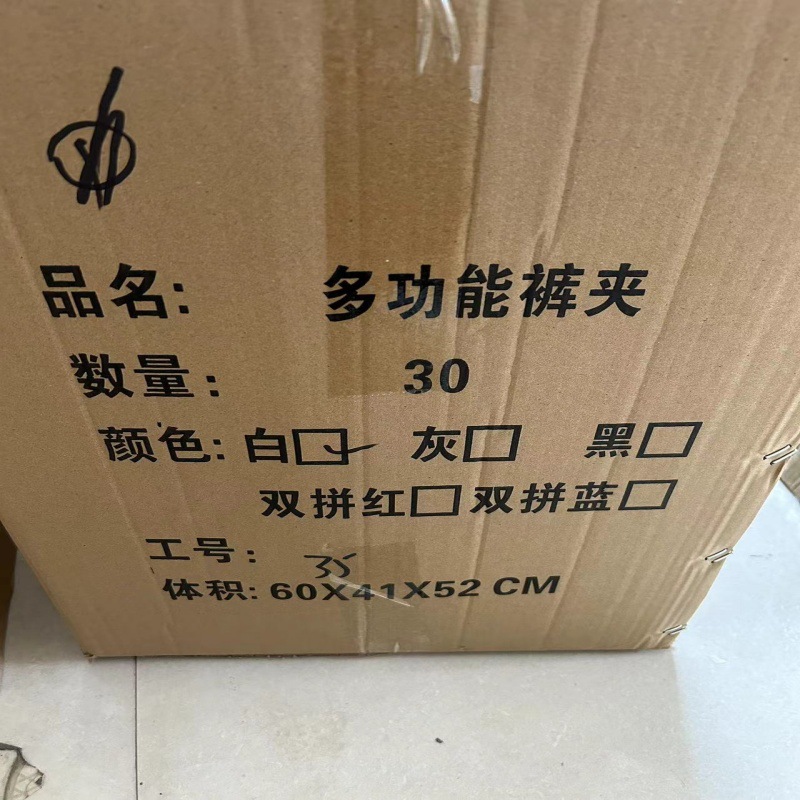 品名: 多功能裤夹
数量: 30
颜色: 白☑ 灰□ 黑□
双拼红□ 双拼蓝□
工号: 35
体积: 60X41X52 CM